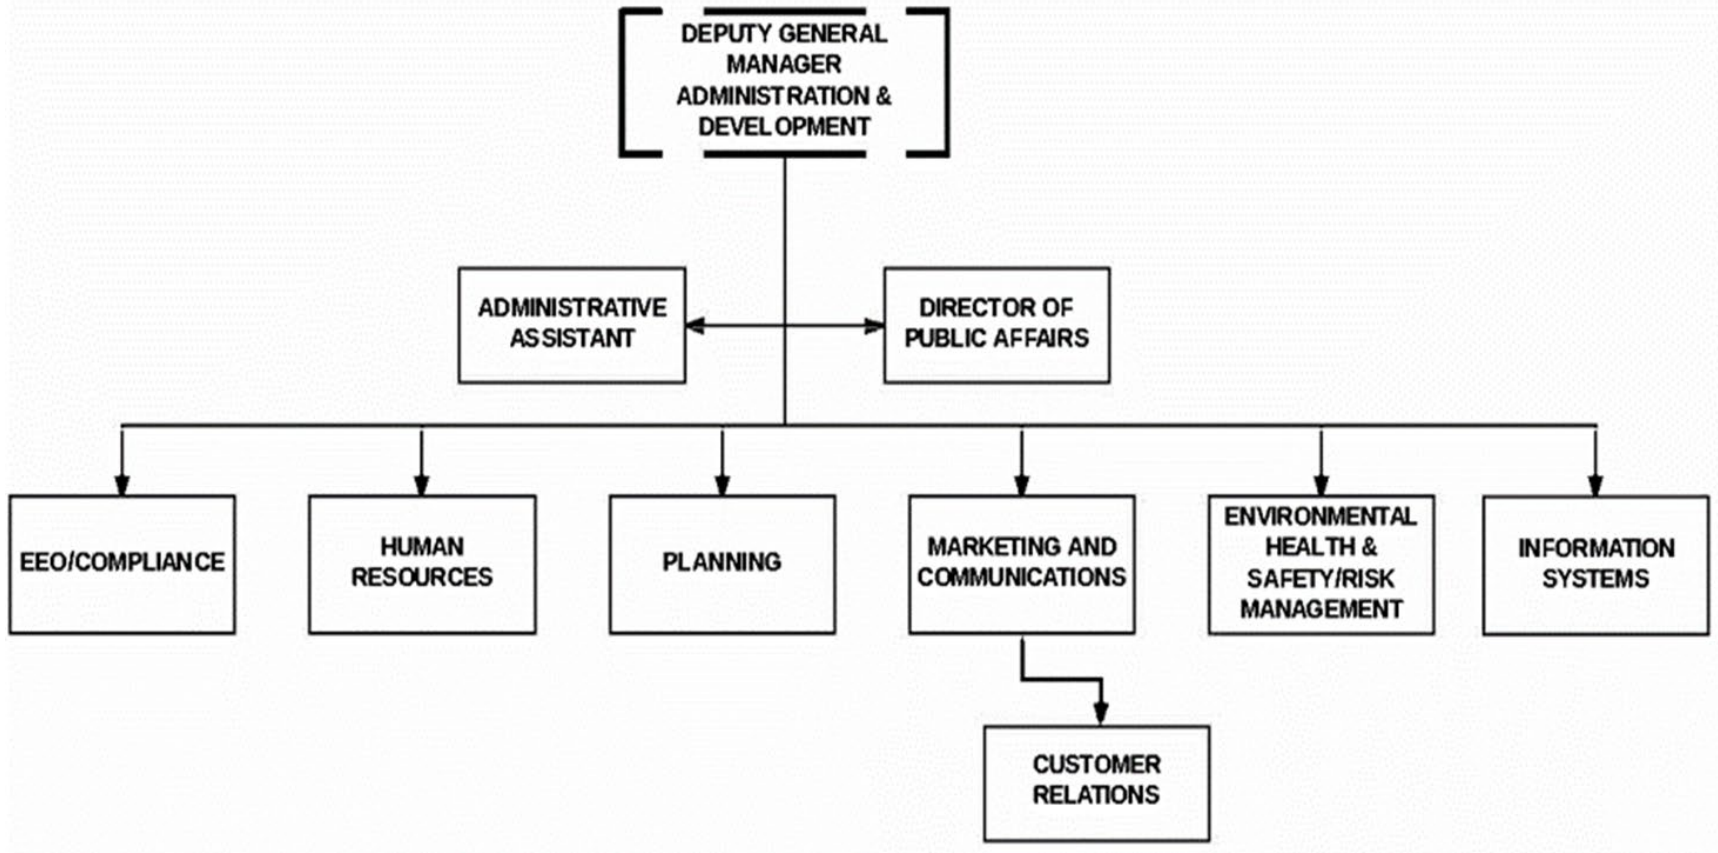 DEPUTY GENERAL
MANAGER
ADMINISTRATION &
DEVELOPMENT
ADMINISTRATIVE
ASSISTANT
DIRECTOR OF
PUBLIC AFFAIRS
EEO/COMPLIANCE
HUMAN
RESOURCES
PLANNING
MARKETING AND
COMMUNICATIONS
ENVIRONMENTAL
HEALTH &
SAFETY/RISK
MANAGEMENT
INFORMATION
SYSTEMS
CUSTOMER
RELATIONS